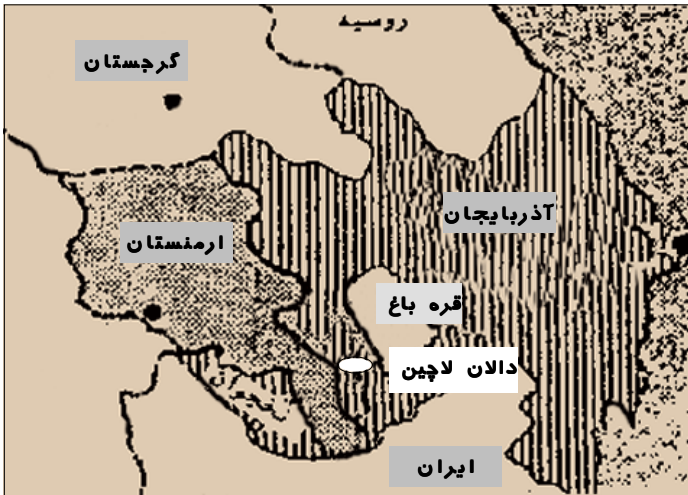 روسیه
گرجستان
آذربایجان
ارمنستان
قره باغ
دالان لاچین
ایران